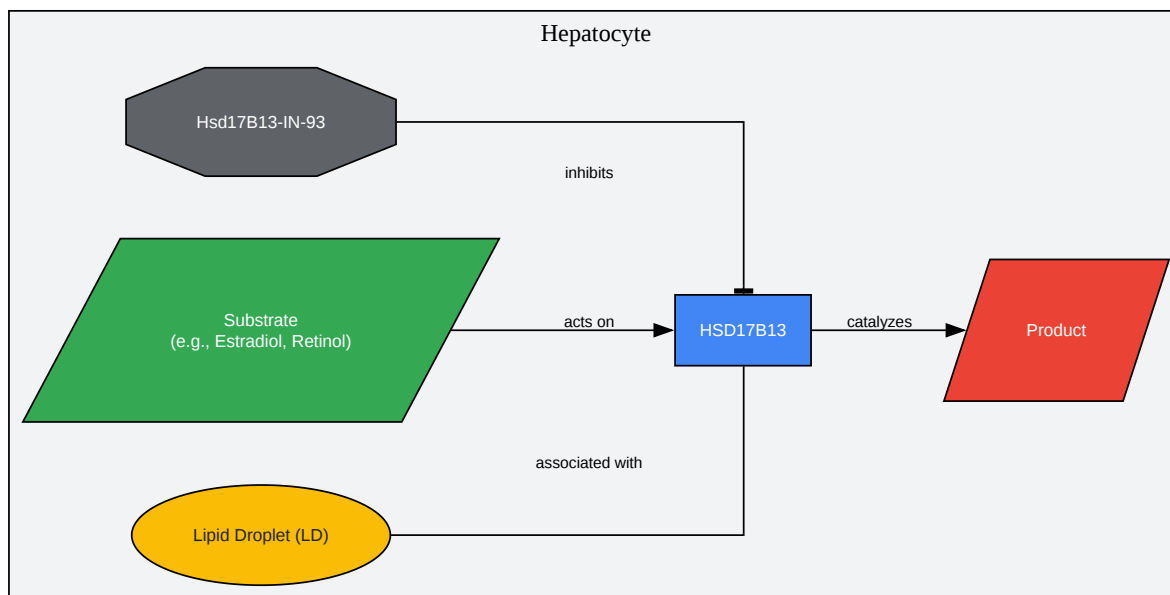 Hepatocyte
Hsd17B13-IN-93
inhibits
Substrate
(e.g., Estradiol, Retinol)
acts on
HSD17B13
catalyzes
Product
associated with
Lipid Droplet (LD)